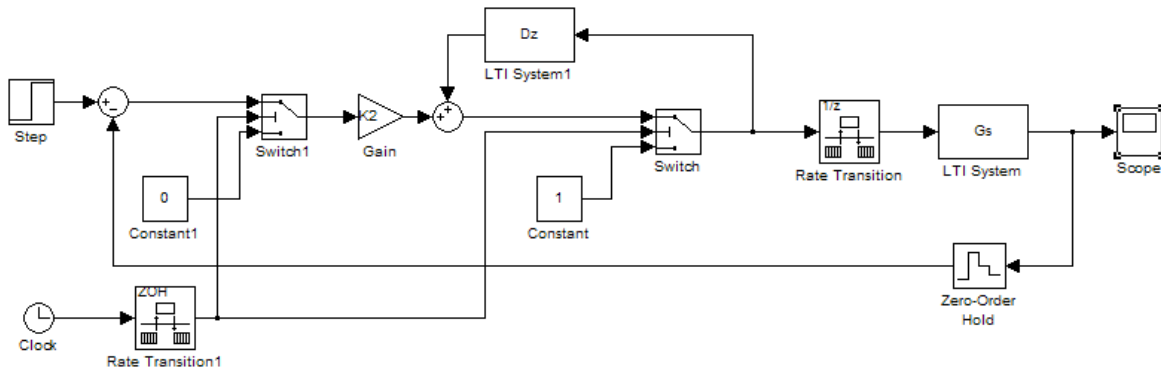 Dz
LTI System1
Step
Switch1
K2
Gain
Switch
1/z
Rate Transition
Gs
LTI System
Scope
0
Constant1
1
Constant
Zero-Order
Hold
Clock
ZOH
Rate Transition1